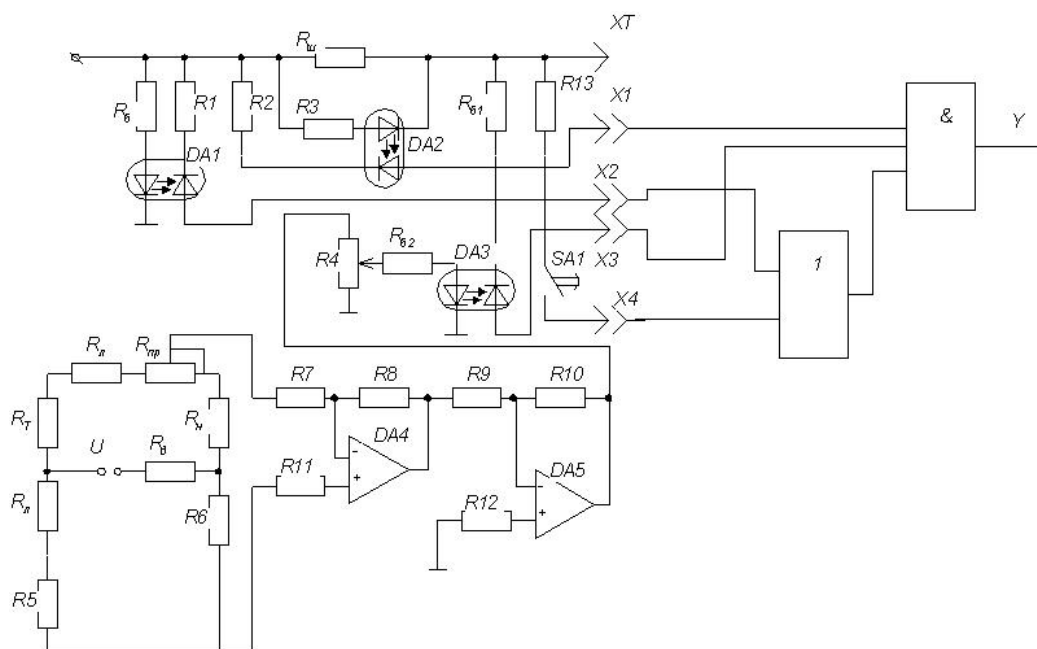 XT
Rш
R13
Rб
R1
R2
R3
Rб1
X1
&
Y
DA2
DA1
X2
R4
Rб2
DA3
SA1
X3
1
X4
Rл
Rпр
R7
R8
R9
R10
Rт
Rн
DA4
U
Rв
R11
DA5
Rл
R6
R12
R5
-
+
-
+